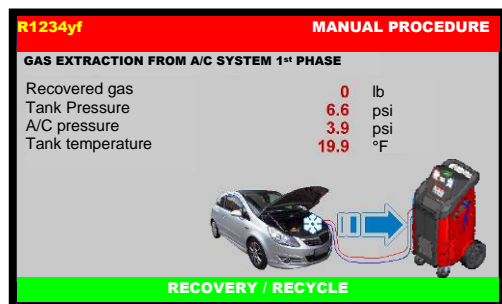 R1234yf MANUAL PROCEDURE
GAS EXTRACTION FROM A/C SYSTEM 1st PHASE
Recovered gas 0 lb
Tank Pressure 6.6 psi
A/C pressure 3.9 psi
Tank temperature 19.9 °F
RECOVERY / RECYCLE